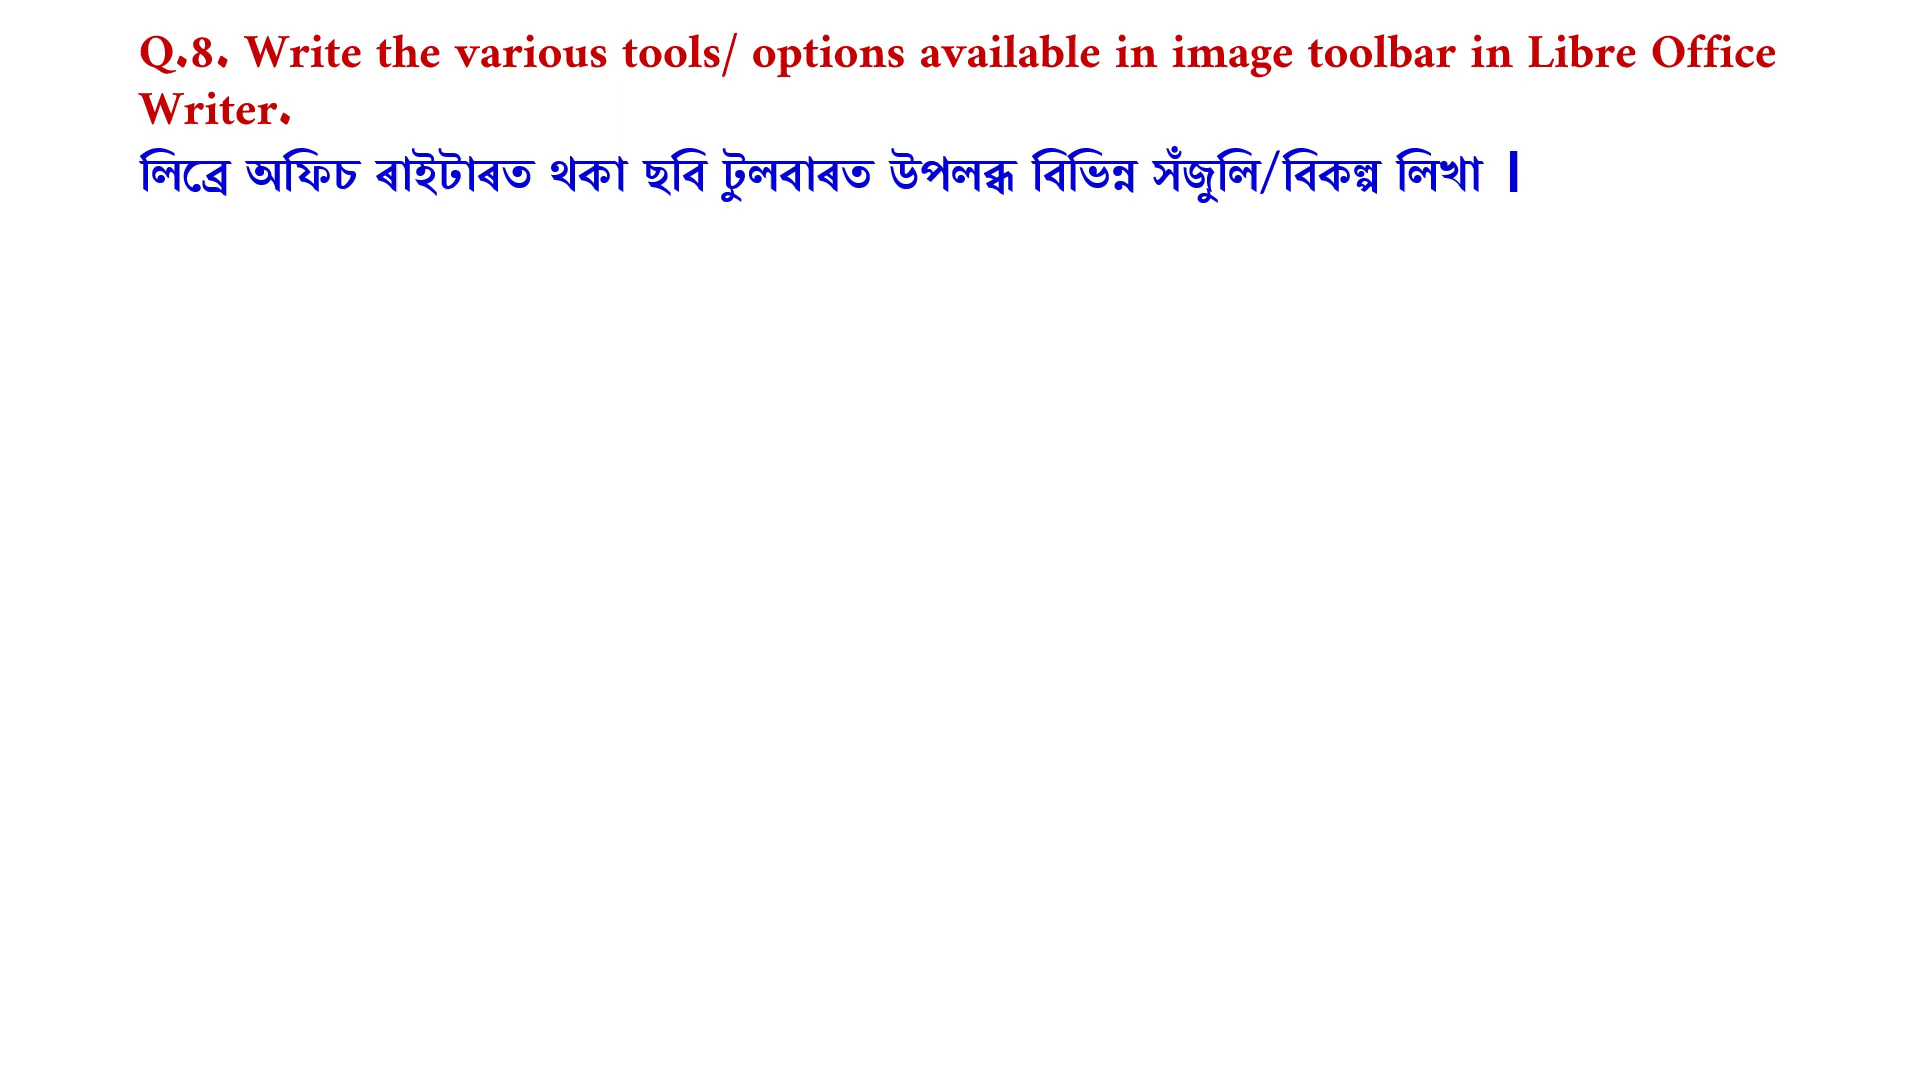 Q.8. Write the various tools/ options available in image toolbar in Libre Office
Writer.
লিব্ৰে অফিচ ৰাইটাৰত থকা ছবি টুলবাৰত উপলব্ধ বিভিন্ন সঁজুলি/বিকল্প লিখা ।